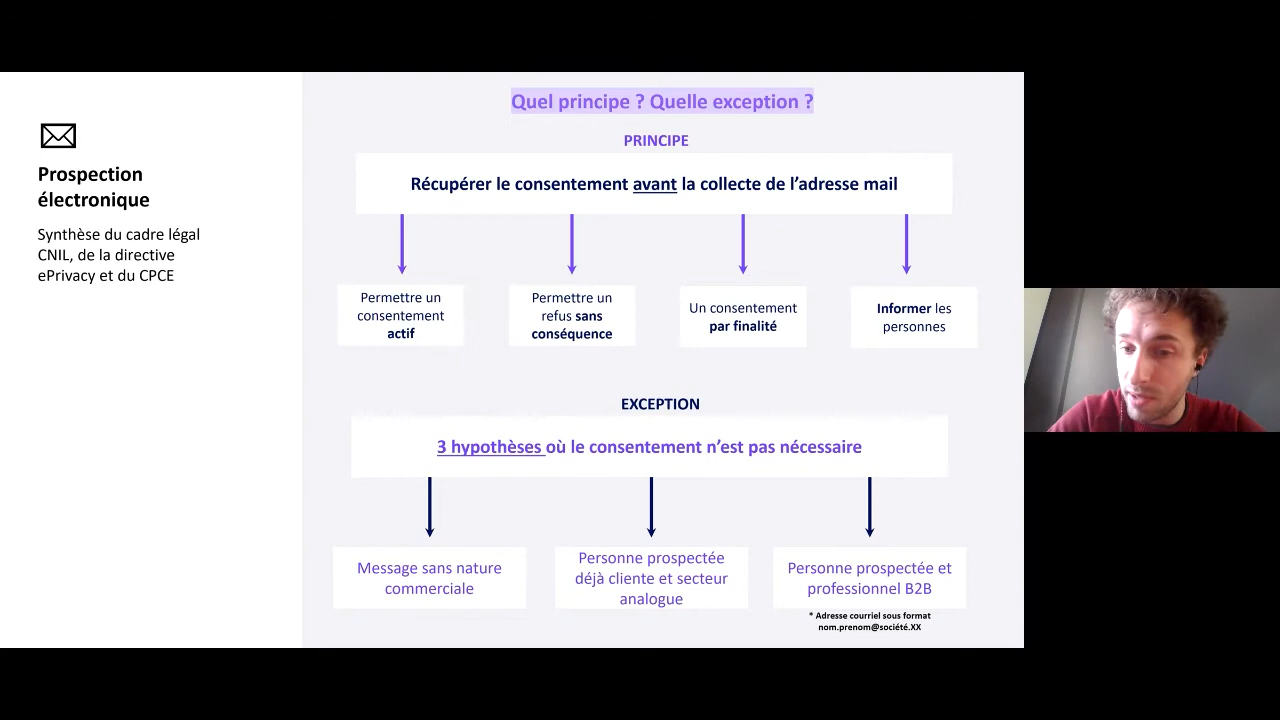 Prospection
électronique
Synthèse du cadre légal
CNIL, de la directive
ePrivacy et du CPCE
Quel principe ? Quelle exception ?
PRINCIPE
Récupérer le consentement avant la collecte de l’adresse mail
Permettre un
consentement
actif
Permettre un
refus sans
conséquence
Un consentement
par finalité
Informer les
personnes
EXCEPTION
3 hypothèses où le consentement n’est pas nécessaire
Message sans nature
commerciale
Personne prospectée
déjà cliente et secteur
analogue
Personne prospectée et
professionnel B2B
* Adresse courriel sous format
nom.prenom@société.XX